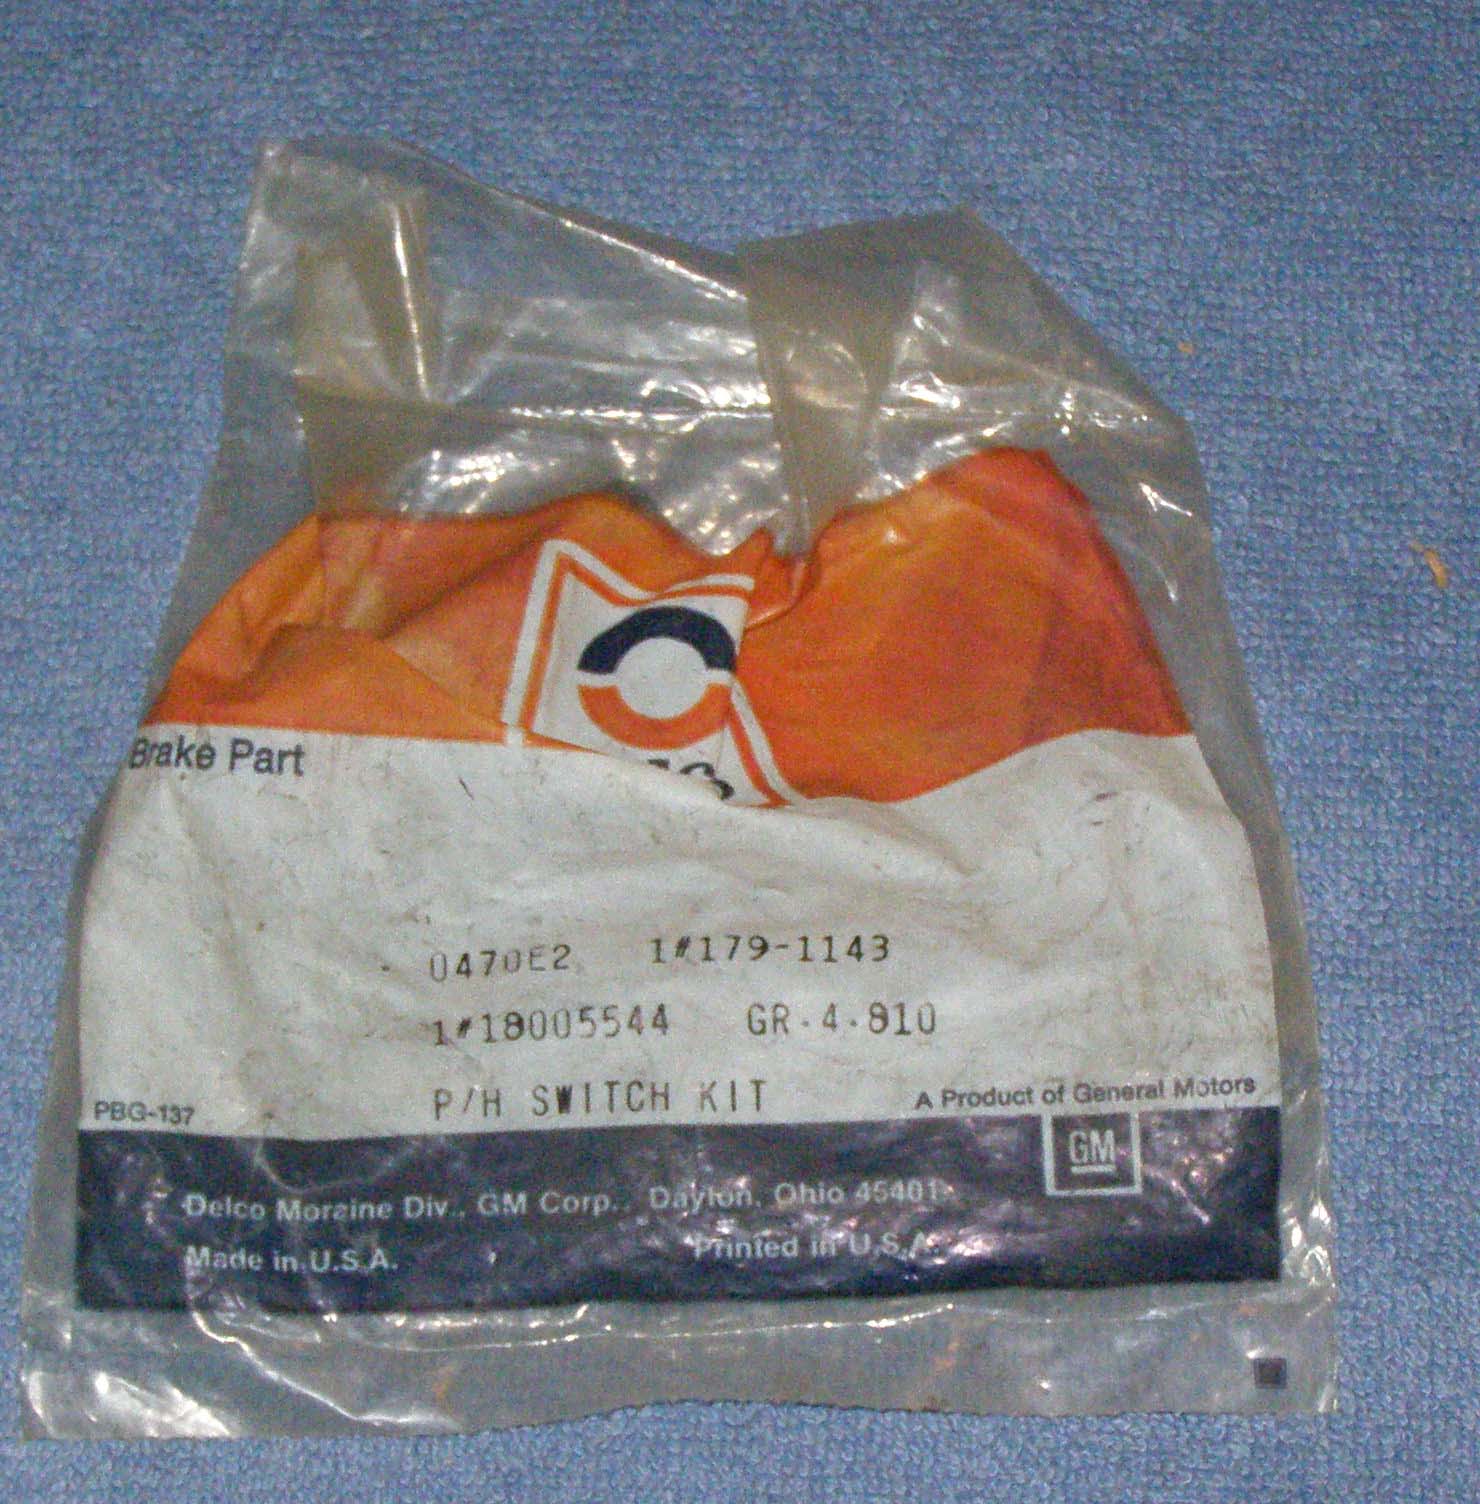 Brake Part
0470E2 1#179-1143
1#18005544 GR.4.810
P/H SWITCH KIT
PBG-137
A Product of General Motors
GM
Delco Moraine Div., GM Corp., Dayton, Ohio 45401
Made in U.S.A. Printed in U.S.A.